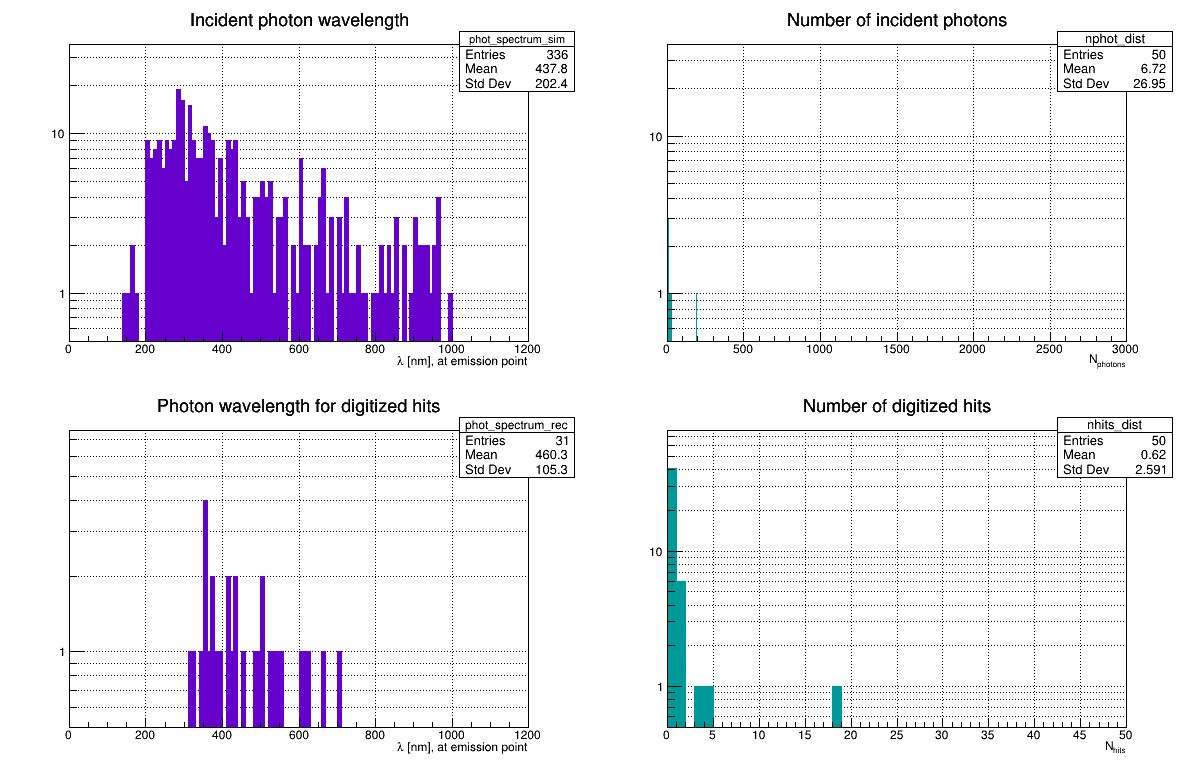 Incident photon wavelength
phot_spectrum_sim
Entries 336
Mean 437.8
Std Dev 202.4
10
1
0 200 400 600 800 1000 1200
λ [nm], at emission point
Number of incident photons
nphot_dist
Entries 50
Mean 6.72
Std Dev 26.95
10
1
0 500 1000 1500 2000 2500 3000
Nphotons
Photon wavelength for digitized hits
phot_spectrum_rec
Entries 31
Mean 460.3
Std Dev 105.3
1
0 200 400 600 800 1000 1200
λ [nm], at emission point
Number of digitized hits
nhits_dist
Entries 50
Mean 0.62
Std Dev 2.591
10
1
0 5 10 15 20 25 30 35 40 45 50
Nhits